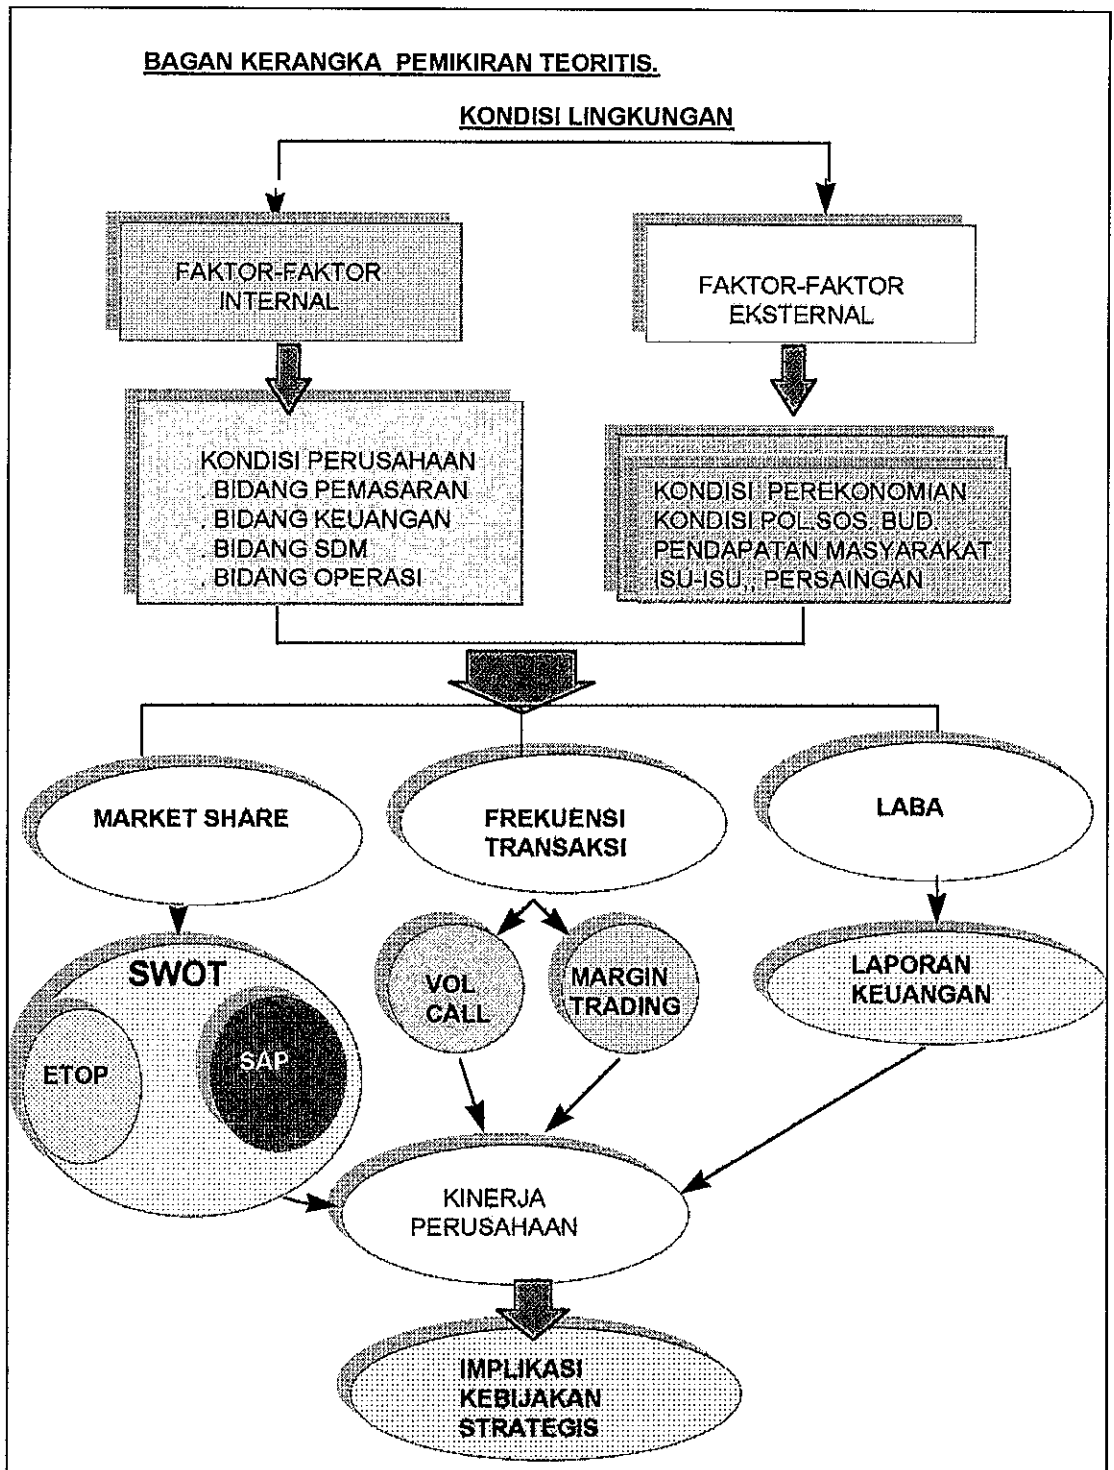 BAGAN KERANGKA PEMIKIRAN TEORITIS.
KONDISI LINGKUNGAN
FAKTOR-FAKTOR
INTERNAL
FAKTOR-FAKTOR
EKSTERNAL
KONDISI PERUSAHAAN
. BIDANG PEMASARAN
. BIDANG KEUANGAN
. BIDANG SDM
. BIDANG OPERASI
KONDISI PEREKONOMIAN
KONDISI POL.SOS. BUD.
PENDAPATAN MASYARAKAT
ISU-ISU,, PERSAINGAN
MARKET SHARE
FREKUENSI
TRANSAKSI
LABA
SWOT
ETOP
SAP
VOL
CALL
MARGIN
TRADING
LAPORAN
KEUANGAN
KINERJA
PERUSAHAAN
IMPLIKASI
KEBIJAKAN
STRATEGIS